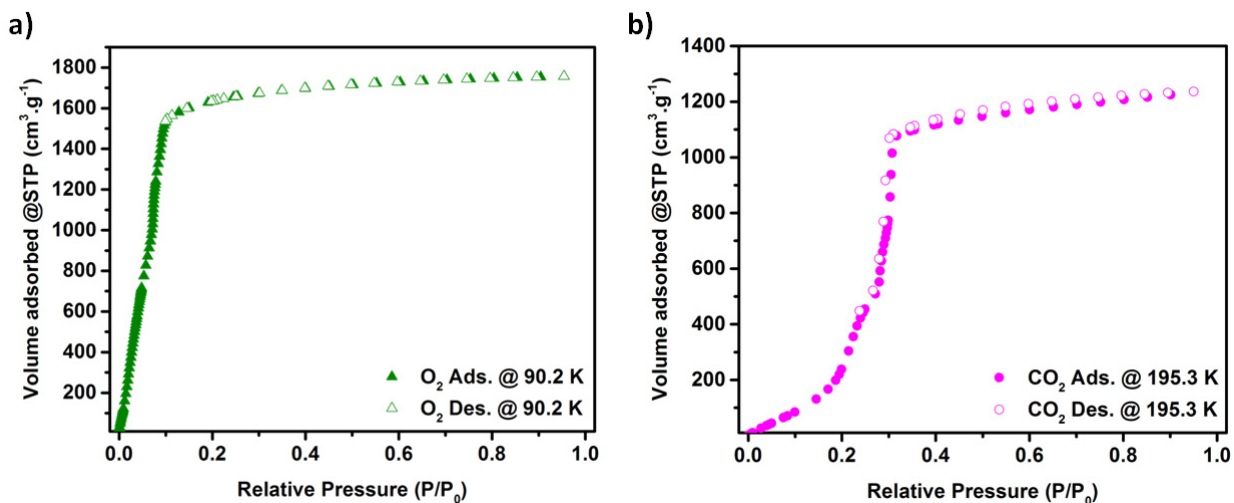 a)
Volume adsorbed @STP (cm³.g⁻¹)
1800
1600
1400
1200
1000
800
600
400
200
O₂ Ads. @ 90.2 K
O₂ Des. @ 90.2 K
0.0 0.2 0.4 0.6 0.8 1.0
Relative Pressure (P/P₀)
b)
Volume adsorbed @STP (cm³.g⁻¹)
1400
1200
1000
800
600
400
200
CO₂ Ads. @ 195.3 K
CO₂ Des. @ 195.3 K
0.0 0.2 0.4 0.6 0.8 1.0
Relative Pressure (P/P₀)